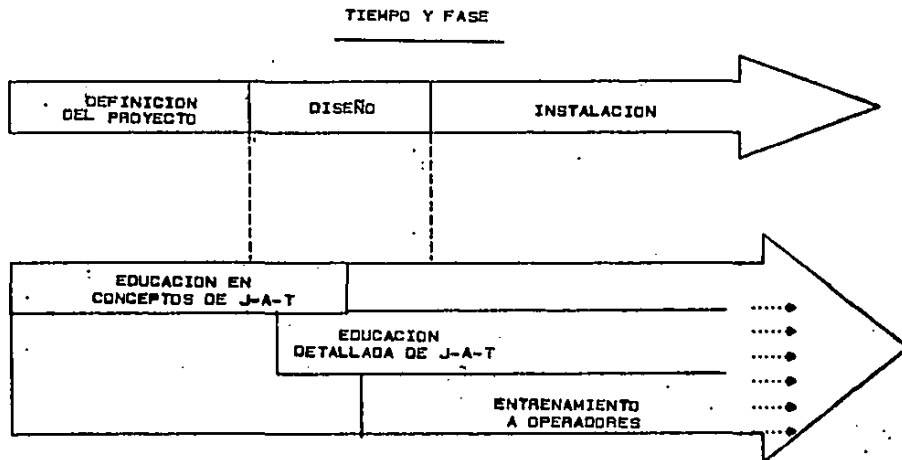 TIEMPO Y FASE
DEFINICION
DEL PROYECTO
DISEÑO
INSTALACION
EDUCACION EN
CONCEPTOS DE J-A-T
EDUCACION
DETALLADA DE J-A-T
ENTRENAMIENTO
A OPERADORES